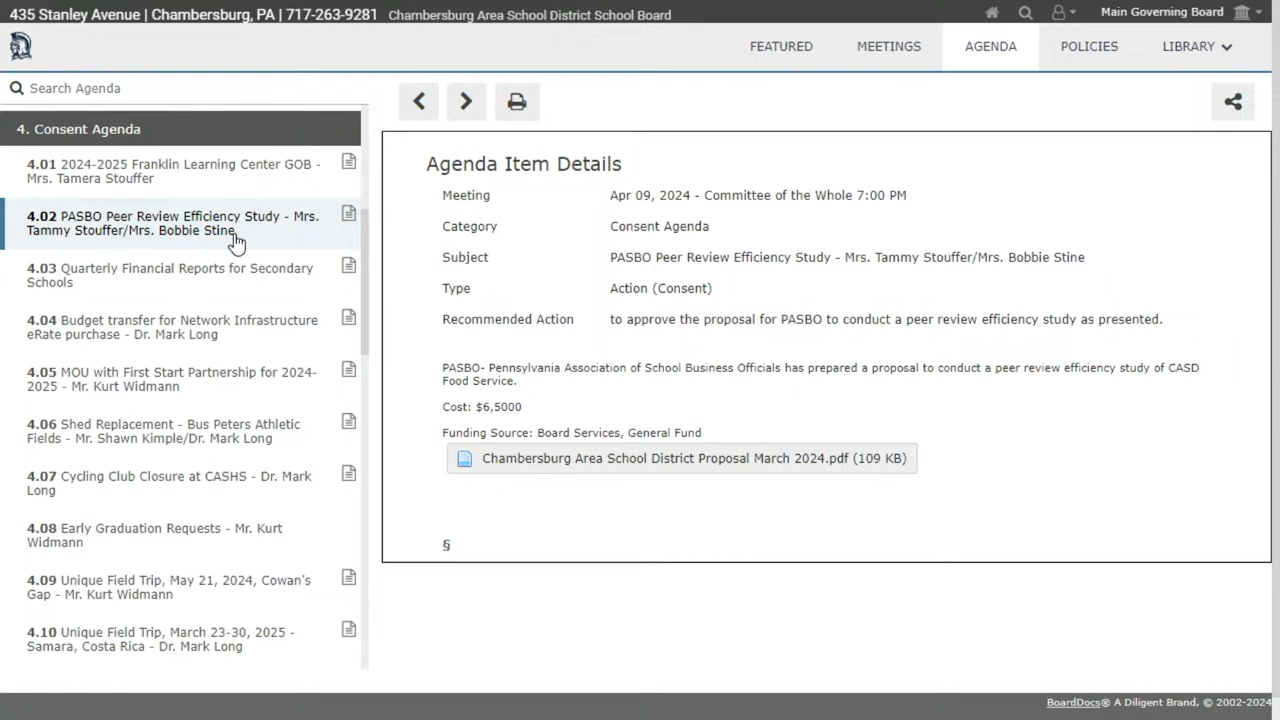 435 Stanley Avenue | Chambersburg, PA | 717-263-9281 Chambersburg Area School District School Board
Main Governing Board
FEATURED MEETINGS AGENDA POLICIES LIBRARY
Search Agenda
4. Consent Agenda
4.01 2024-2025 Franklin Learning Center GOB -
Mrs. Tamera Stouffer
4.02 PASBO Peer Review Efficiency Study - Mrs.
Tammy Stouffer/Mrs. Bobbie Stine
4.03 Quarterly Financial Reports for Secondary
Schools
4.04 Budget transfer for Network Infrastructure
eRate purchase - Dr. Mark Long
4.05 MOU with First Start Partnership for 2024-
2025 - Mr. Kurt Widmann
4.06 Shed Replacement - Bus Peters Athletic
Fields - Mr. Shawn Kimple/Dr. Mark Long
4.07 Cycling Club Closure at CASHS - Dr. Mark
Long
4.08 Early Graduation Requests - Mr. Kurt
Widmann
4.09 Unique Field Trip, May 21, 2024, Cowan's
Gap - Mr. Kurt Widmann
4.10 Unique Field Trip, March 23-30, 2025 -
Samara, Costa Rica - Dr. Mark Long
Agenda Item Details
Meeting Apr 09, 2024 - Committee of the Whole 7:00 PM
Category Consent Agenda
Subject PASBO Peer Review Efficiency Study - Mrs. Tammy Stouffer/Mrs. Bobbie Stine
Type Action (Consent)
Recommended Action to approve the proposal for PASBO to conduct a peer review efficiency study as presented.
PASBO- Pennsylvania Association of School Business Officials has prepared a proposal to conduct a peer review efficiency study of CASD
Food Service.
Cost: $6,5000
Funding Source: Board Services, General Fund
Chambersburg Area School District Proposal March 2024.pdf (109 KB)
§
BoardDocs® A Diligent Brand, © 2002-2024